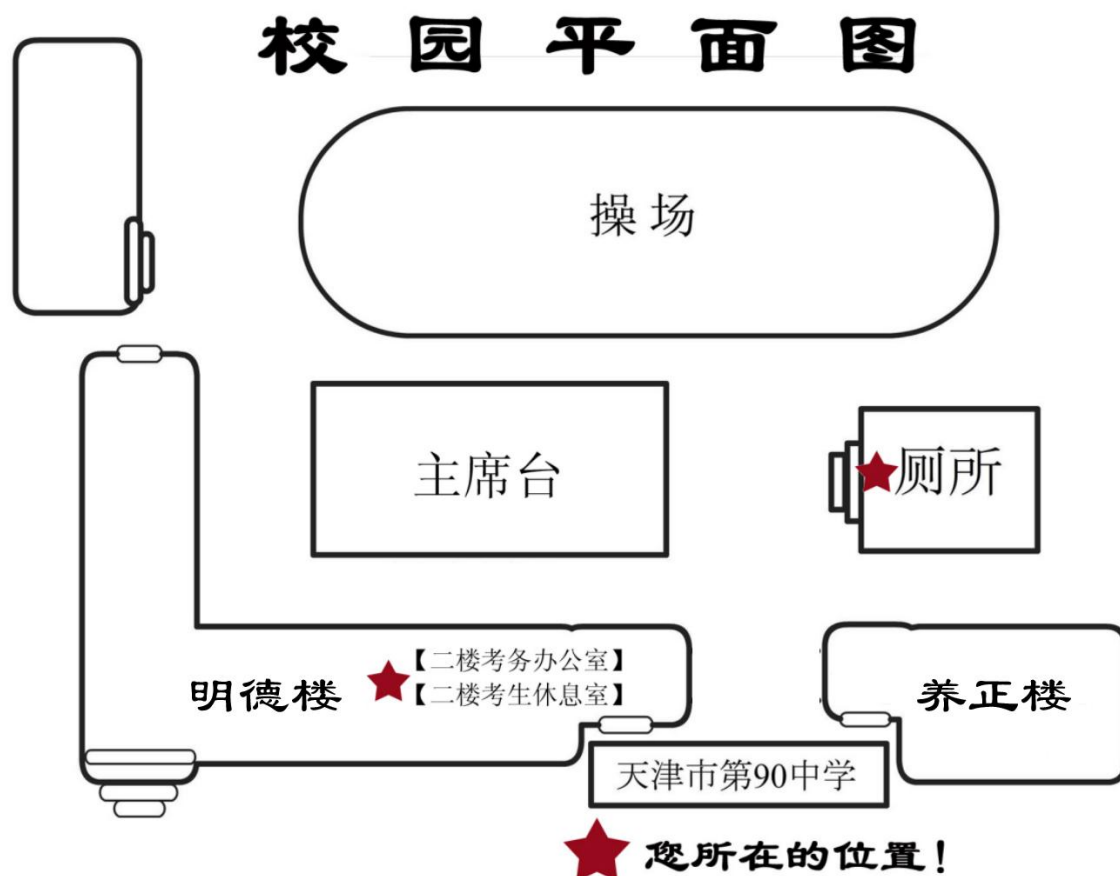 校园平面图
操场
主席台
厕所
【二楼考务办公室】
【二楼考生休息室】
明德楼
养正楼
天津市第90中学
您所在的位置！